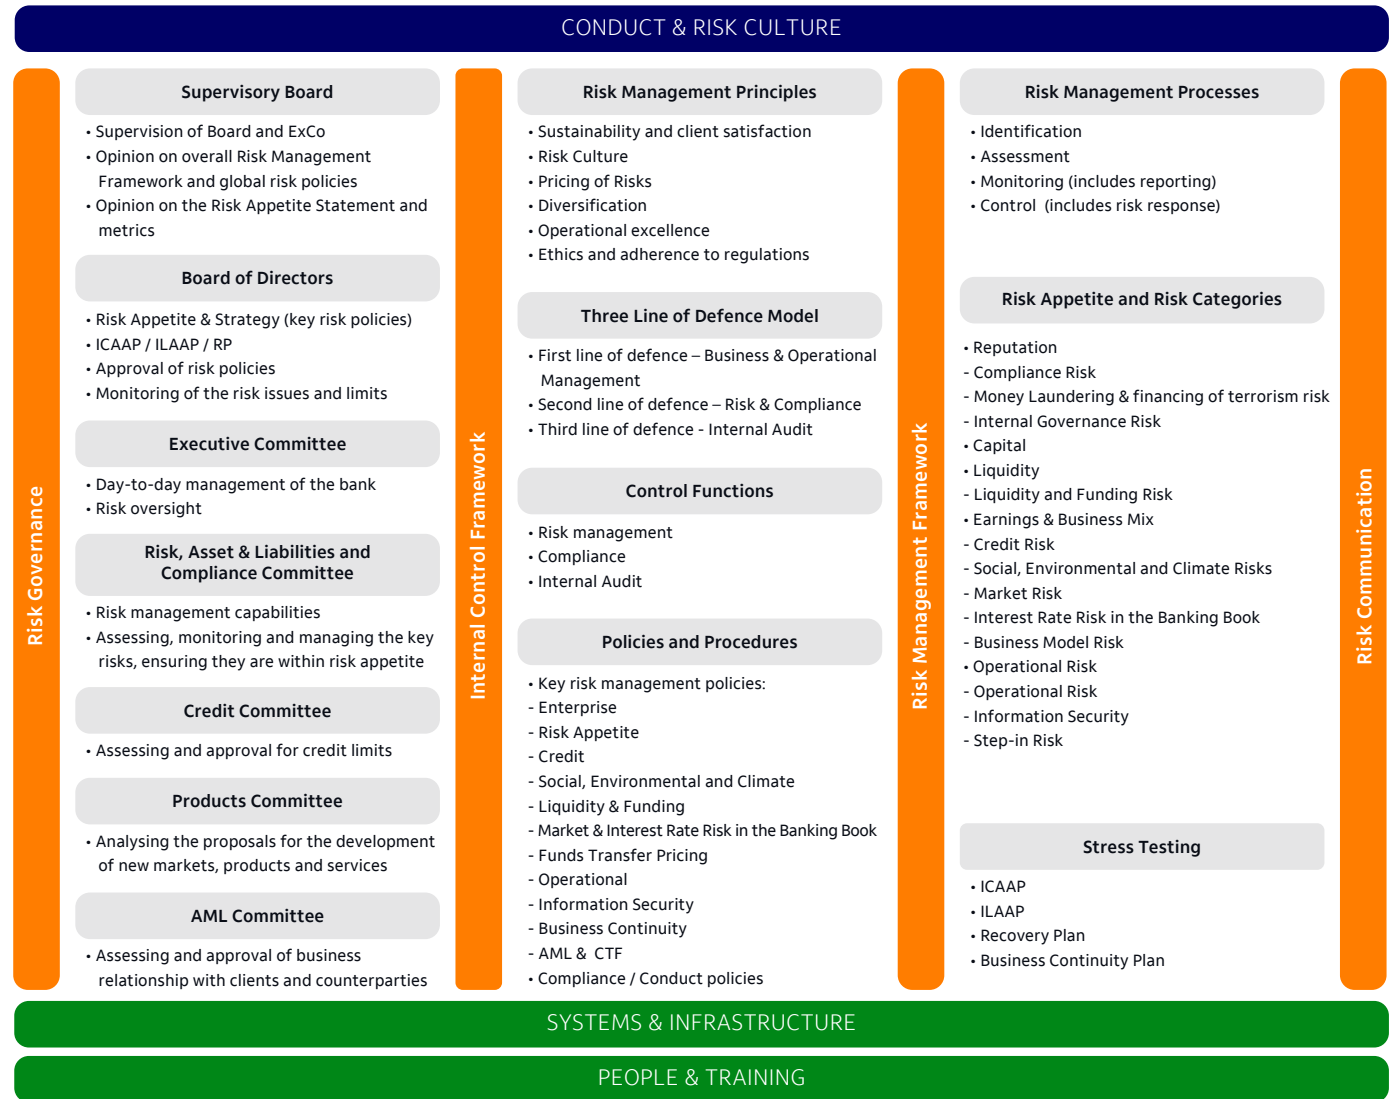 CONDUCT & RISK CULTURE
Risk Governance
Supervisory Board
• Supervision of Board and ExCo
• Opinion on overall Risk Management
Framework and global risk policies
• Opinion on the Risk Appetite Statement and
metrics
Board of Directors
• Risk Appetite & Strategy (key risk policies)
• ICAAP / ILAAP / RP
• Approval of risk policies
• Monitoring of the risk issues and limits
Executive Committee
• Day-to-day management of the bank
• Risk oversight
Risk, Asset & Liabilities and
Compliance Committee
• Risk management capabilities
• Assessing, monitoring and managing the key
risks, ensuring they are within risk appetite
Credit Committee
• Assessing and approval for credit limits
Products Committee
• Analysing the proposals for the development
of new markets, products and services
AML Committee
• Assessing and approval of business
relationship with clients and counterparties
Internal Control Framework
Risk Management Principles
• Sustainability and client satisfaction
• Risk Culture
• Pricing of Risks
• Diversification
• Operational excellence
• Ethics and adherence to regulations
Three Line of Defence Model
• First line of defence – Business & Operational
Management
• Second line of defence – Risk & Compliance
• Third line of defence - Internal Audit
Control Functions
• Risk management
• Compliance
• Internal Audit
Policies and Procedures
• Key risk management policies:
- Enterprise
- Risk Appetite
- Credit
- Social, Environmental and Climate
- Liquidity & Funding
- Market & Interest Rate Risk in the Banking Book
- Funds Transfer Pricing
- Operational
- Information Security
- Business Continuity
- AML & CTF
• Compliance / Conduct policies
Risk Management Framework
Risk Management Processes
• Identification
• Assessment
• Monitoring (includes reporting)
• Control (includes risk response)
Risk Appetite and Risk Categories
• Reputation
- Compliance Risk
- Money Laundering & financing of terrorism risk
- Internal Governance Risk
• Capital
• Liquidity
- Liquidity and Funding Risk
• Earnings & Business Mix
- Credit Risk
- Social, Environmental and Climate Risks
- Market Risk
- Interest Rate Risk in the Banking Book
- Business Model Risk
• Operational Risk
- Operational Risk
- Information Security
- Step-in Risk
Stress Testing
• ICAAP
• ILAAP
• Recovery Plan
• Business Continuity Plan
Risk Communication
SYSTEMS & INFRASTRUCTURE
PEOPLE & TRAINING